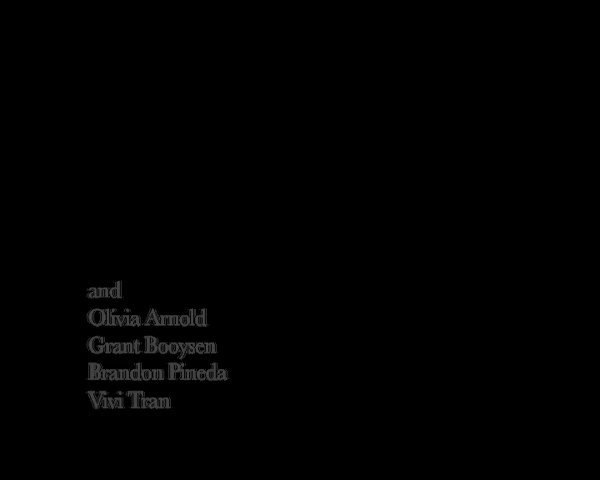 and
Olivia Arnold
Grant Booysen
Brandon Pineda
Vivi Tran